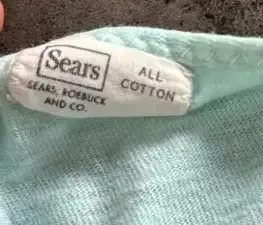 Sears
SEARS, ROEBUCK
AND CO.
ALL
COTTON